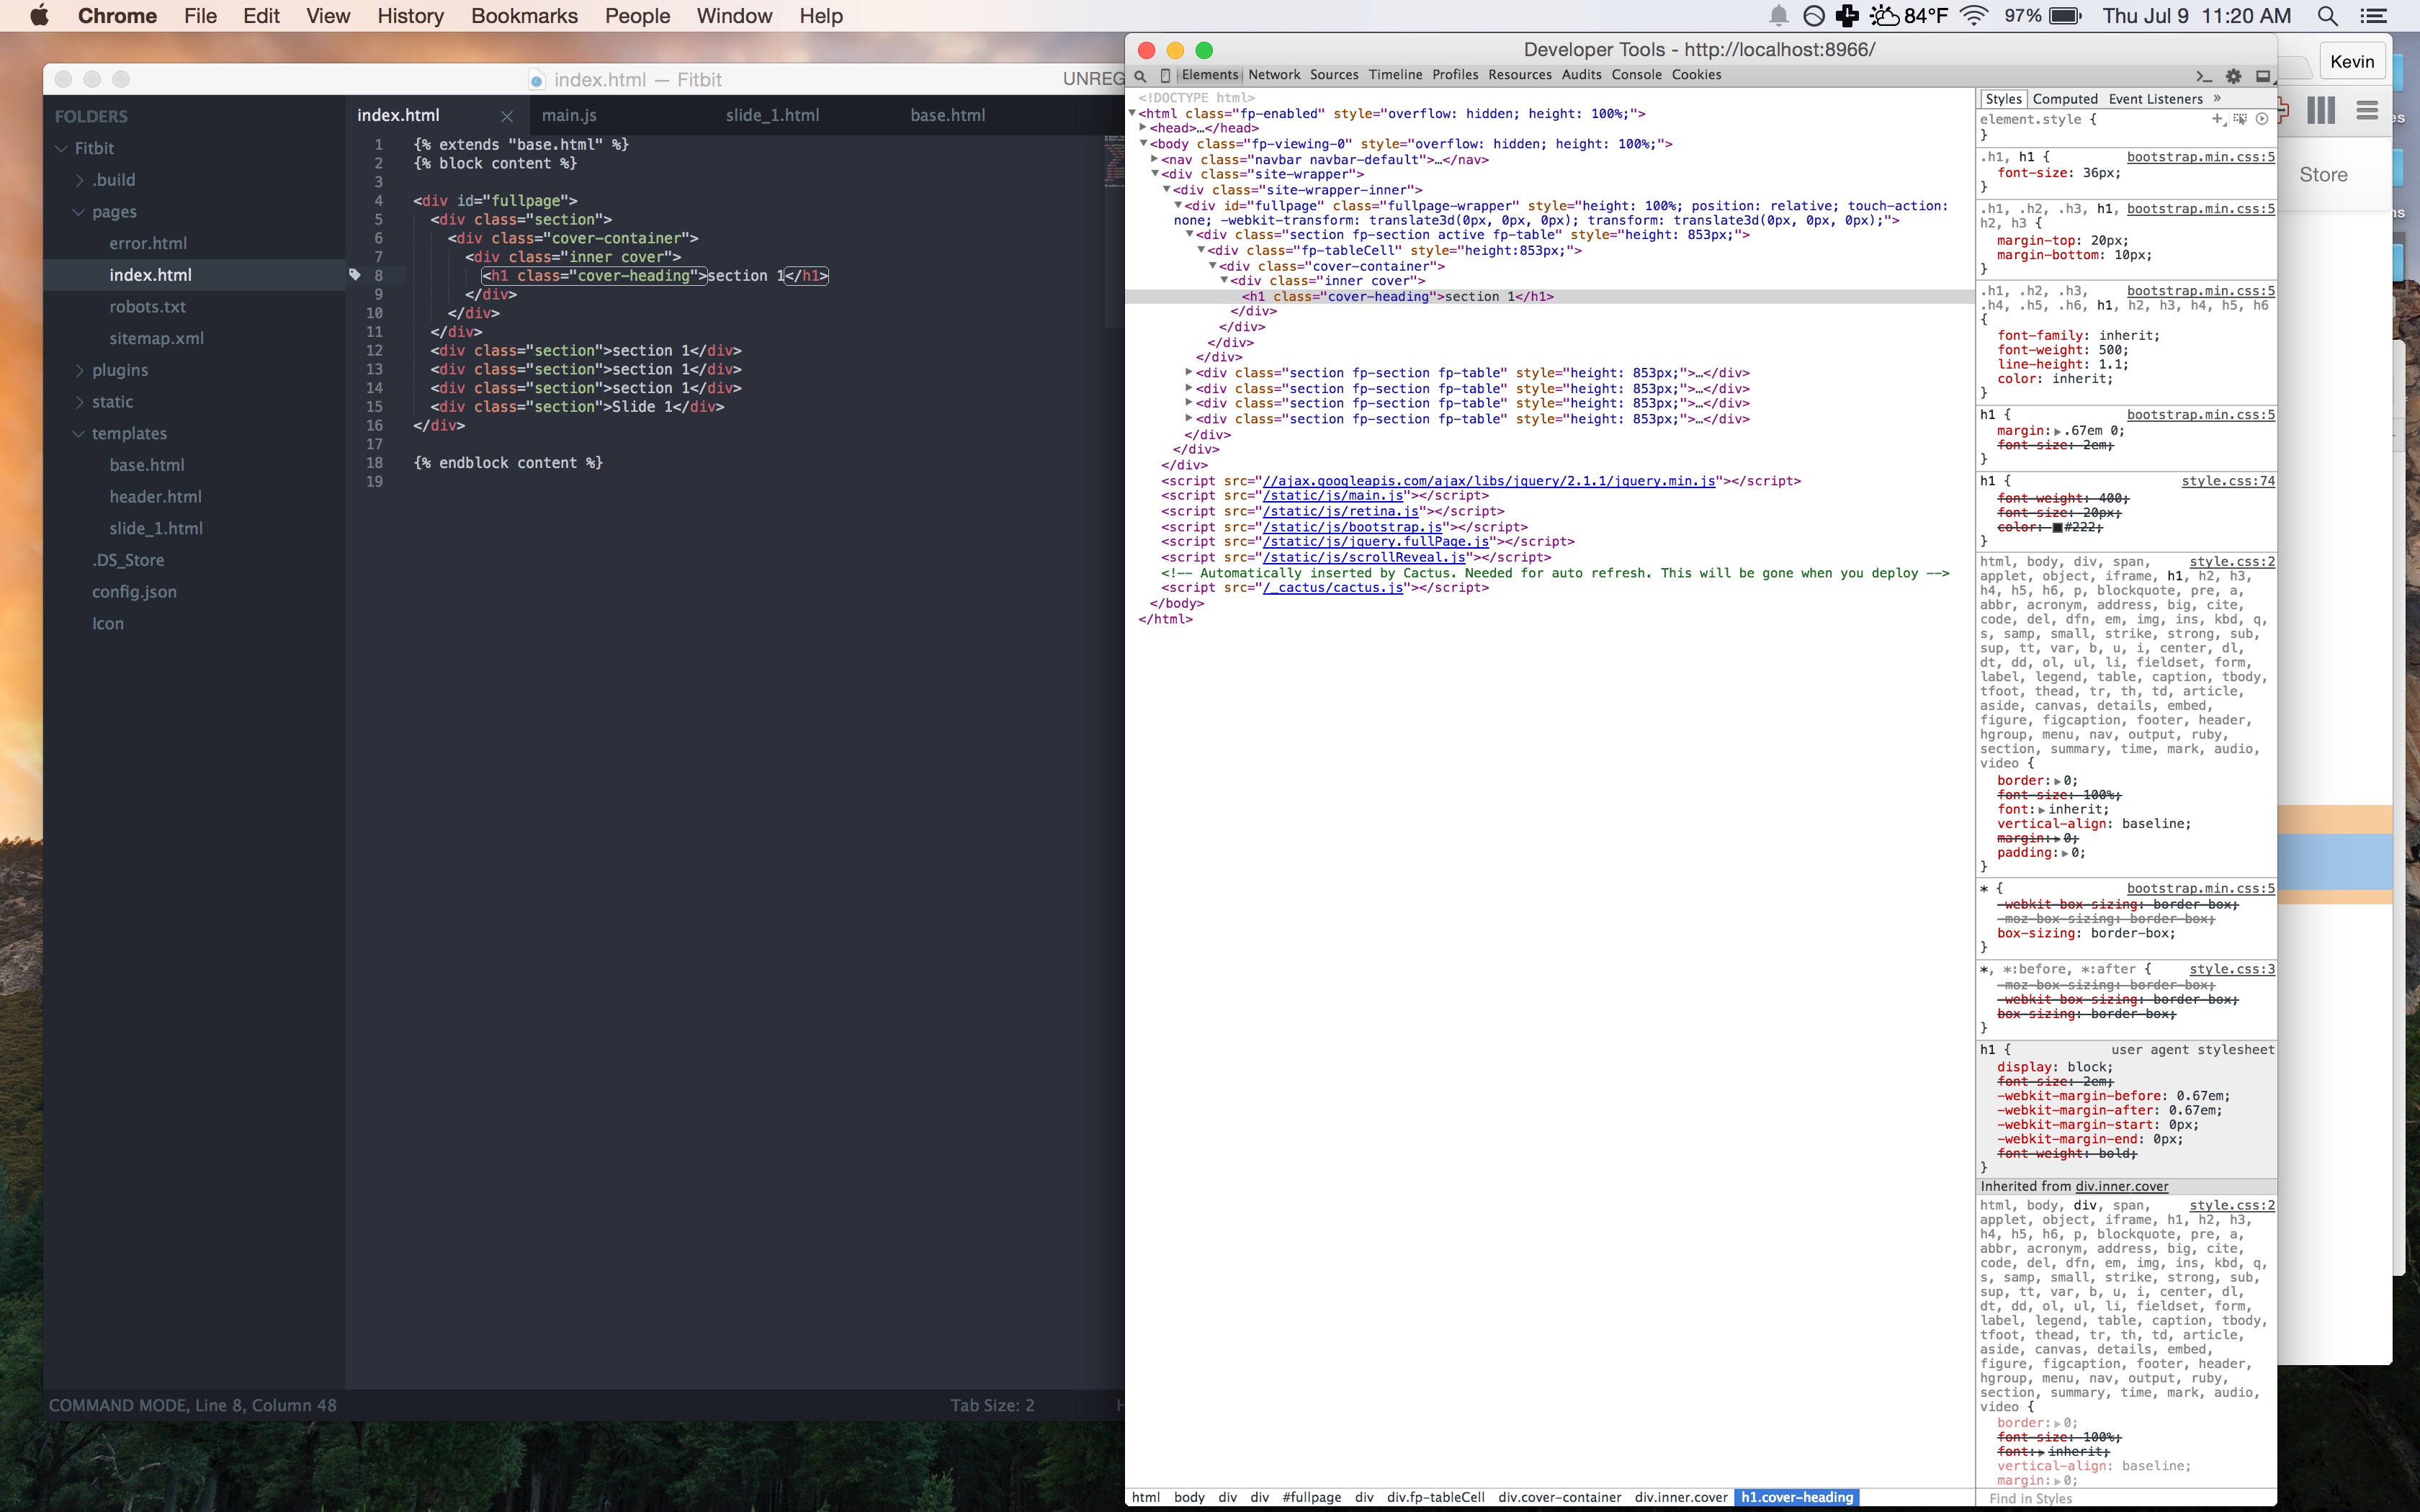 Chrome File Edit View History Bookmarks People Window Help
84°F 97% Thu Jul 9 11:20 AM
index.html — Fitbit
UNREG
FOLDERS
Fitbit
.build
pages
error.html
index.html
robots.txt
sitemap.xml
plugins
static
templates
base.html
header.html
slide_1.html
.DS_Store
config.json
Icon
index.html main.js slide_1.html base.html
1 {% extends "base.html" %}
2 {% block content %}
3
4 <div id="fullpage">
5 <div class="section">
6 <div class="cover-container">
7 <div class="inner cover">
8 <h1 class="cover-heading">section 1</h1>
9 </div>
10 </div>
11 </div>
12 <div class="section">section 1</div>
13 <div class="section">section 1</div>
14 <div class="section">section 1</div>
15 <div class="section">Slide 1</div>
16 </div>
17
18 {% endblock content %}
19
COMMAND MODE, Line 8, Column 48
Tab Size: 2
Developer Tools - http://localhost:8966/
Elements Network Sources Timeline Profiles Resources Audits Console Cookies
<!DOCTYPE html>
<html class="fp-enabled" style="overflow: hidden; height: 100%;">
<head>…</head>
<body class="fp-viewing-0" style="overflow: hidden; height: 100%;">
<nav class="navbar navbar-default">…</nav>
<div class="site-wrapper">
<div class="site-wrapper-inner">
<div id="fullpage" class="fullpage-wrapper" style="height: 100%; position: relative; touch-action:
none; -webkit-transform: translate3d(0px, 0px, 0px); transform: translate3d(0px, 0px, 0px);">
<div class="section fp-section active fp-table" style="height: 853px;">
<div class="fp-tableCell" style="height:853px;">
<div class="cover-container">
<div class="inner cover">
<h1 class="cover-heading">section 1</h1>
</div>
</div>
</div>
</div>
<div class="section fp-section fp-table" style="height: 853px;">…</div>
<div class="section fp-section fp-table" style="height: 853px;">…</div>
<div class="section fp-section fp-table" style="height: 853px;">…</div>
<div class="section fp-section fp-table" style="height: 853px;">…</div>
</div>
</div>
</div>
<script src="//ajax.googleapis.com/ajax/libs/jquery/2.1.1/jquery.min.js"></script>
<script src="/static/js/main.js"></script>
<script src="/static/js/retina.js"></script>
<script src="/static/js/bootstrap.js"></script>
<script src="/static/js/jquery.fullPage.js"></script>
<script src="/static/js/scrollReveal.js"></script>
<!-- Automatically inserted by Cactus. Needed for auto refresh. This will be gone when you deploy -->
<script src="/_cactus/cactus.js"></script>
</body>
</html>
html body div div #fullpage div div.fp-tableCell div.cover-container div.inner.cover h1.cover-heading
Styles Computed Event Listeners »
element.style {
}
.h1, h1 { bootstrap.min.css:5
font-size: 36px;
}
.h1, .h2, .h3, h1, bootstrap.min.css:5
h2, h3 {
margin-top: 20px;
margin-bottom: 10px;
}
.h1, .h2, .h3, bootstrap.min.css:5
.h4, .h5, .h6, h1, h2, h3, h4, h5, h6
{
font-family: inherit;
font-weight: 500;
line-height: 1.1;
color: inherit;
}
h1 { bootstrap.min.css:5
margin: .67em 0;
font-size: 2em;
}
h1 { style.css:74
font-weight: 400;
font-size: 20px;
color: #222;
}
html, body, div, span, style.css:2
applet, object, iframe, h1, h2, h3,
h4, h5, h6, p, blockquote, pre, a,
abbr, acronym, address, big, cite,
code, del, dfn, em, img, ins, kbd, q,
s, samp, small, strike, strong, sub,
sup, tt, var, b, u, i, center, dl,
dt, dd, ol, ul, li, fieldset, form,
label, legend, table, caption, tbody,
tfoot, thead, tr, th, td, article,
aside, canvas, details, embed,
figure, figcaption, footer, header,
hgroup, menu, nav, output, ruby,
section, summary, time, mark, audio,
video {
border: 0;
font-size: 100%;
font: inherit;
vertical-align: baseline;
margin: 0;
padding: 0;
}
* { bootstrap.min.css:5
-webkit-box-sizing: border-box;
-moz-box-sizing: border-box;
box-sizing: border-box;
}
*, *:before, *:after { style.css:3
-moz-box-sizing: border-box;
-webkit-box-sizing: border-box;
box-sizing: border-box;
}
h1 { user agent stylesheet
display: block;
font-size: 2em;
-webkit-margin-before: 0.67em;
-webkit-margin-after: 0.67em;
-webkit-margin-start: 0px;
-webkit-margin-end: 0px;
font-weight: bold;
}
Inherited from div.inner.cover
html, body, div, span, style.css:2
applet, object, iframe, h1, h2, h3,
h4, h5, h6, p, blockquote, pre, a,
abbr, acronym, address, big, cite,
code, del, dfn, em, img, ins, kbd, q,
s, samp, small, strike, strong, sub,
sup, tt, var, b, u, i, center, dl,
dt, dd, ol, ul, li, fieldset, form,
label, legend, table, caption, tbody,
tfoot, thead, tr, th, td, article,
aside, canvas, details, embed,
figure, figcaption, footer, header,
hgroup, menu, nav, output, ruby,
section, summary, time, mark, audio,
video {
border: 0;
font-size: 100%;
font: inherit;
vertical-align: baseline;
margin: 0;
Find in Styles
Kevin
Store